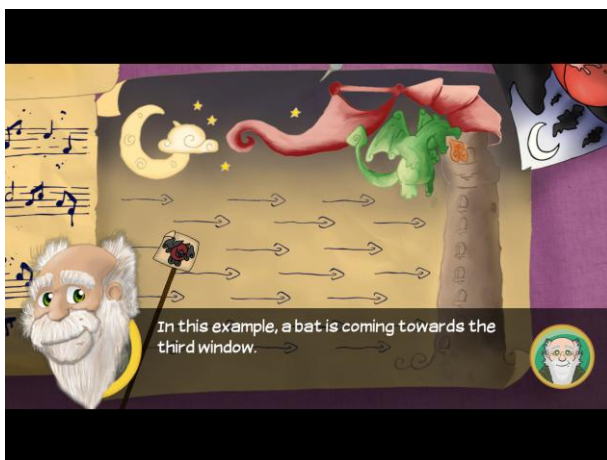 In this example, a bat is coming towards the
third window.